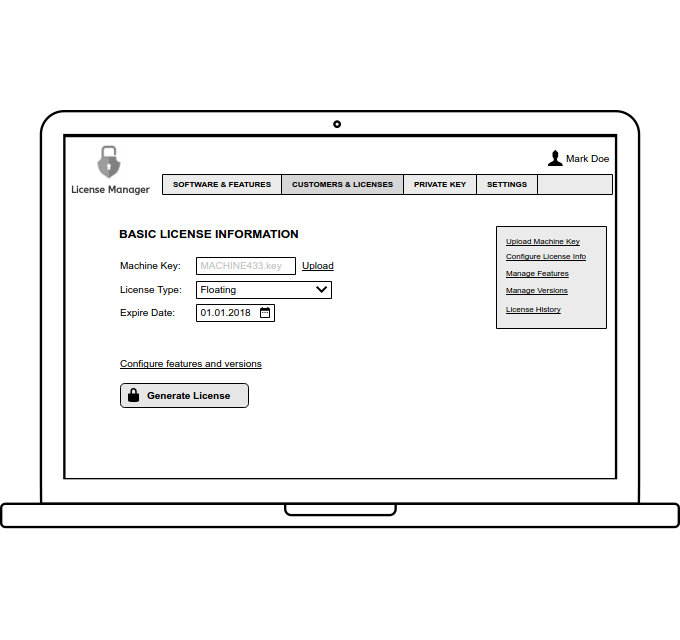 Mark Doe
License Manager
SOFTWARE & FEATURES CUSTOMERS & LICENSES PRIVATE KEY SETTINGS
BASIC LICENSE INFORMATION
Machine Key: MACHINE433.key Upload
License Type: Floating
Expire Date: 01.01.2018
Configure features and versions
Generate License
Upload Machine Key
Configure License Info
Manage Features
Manage Versions
License History